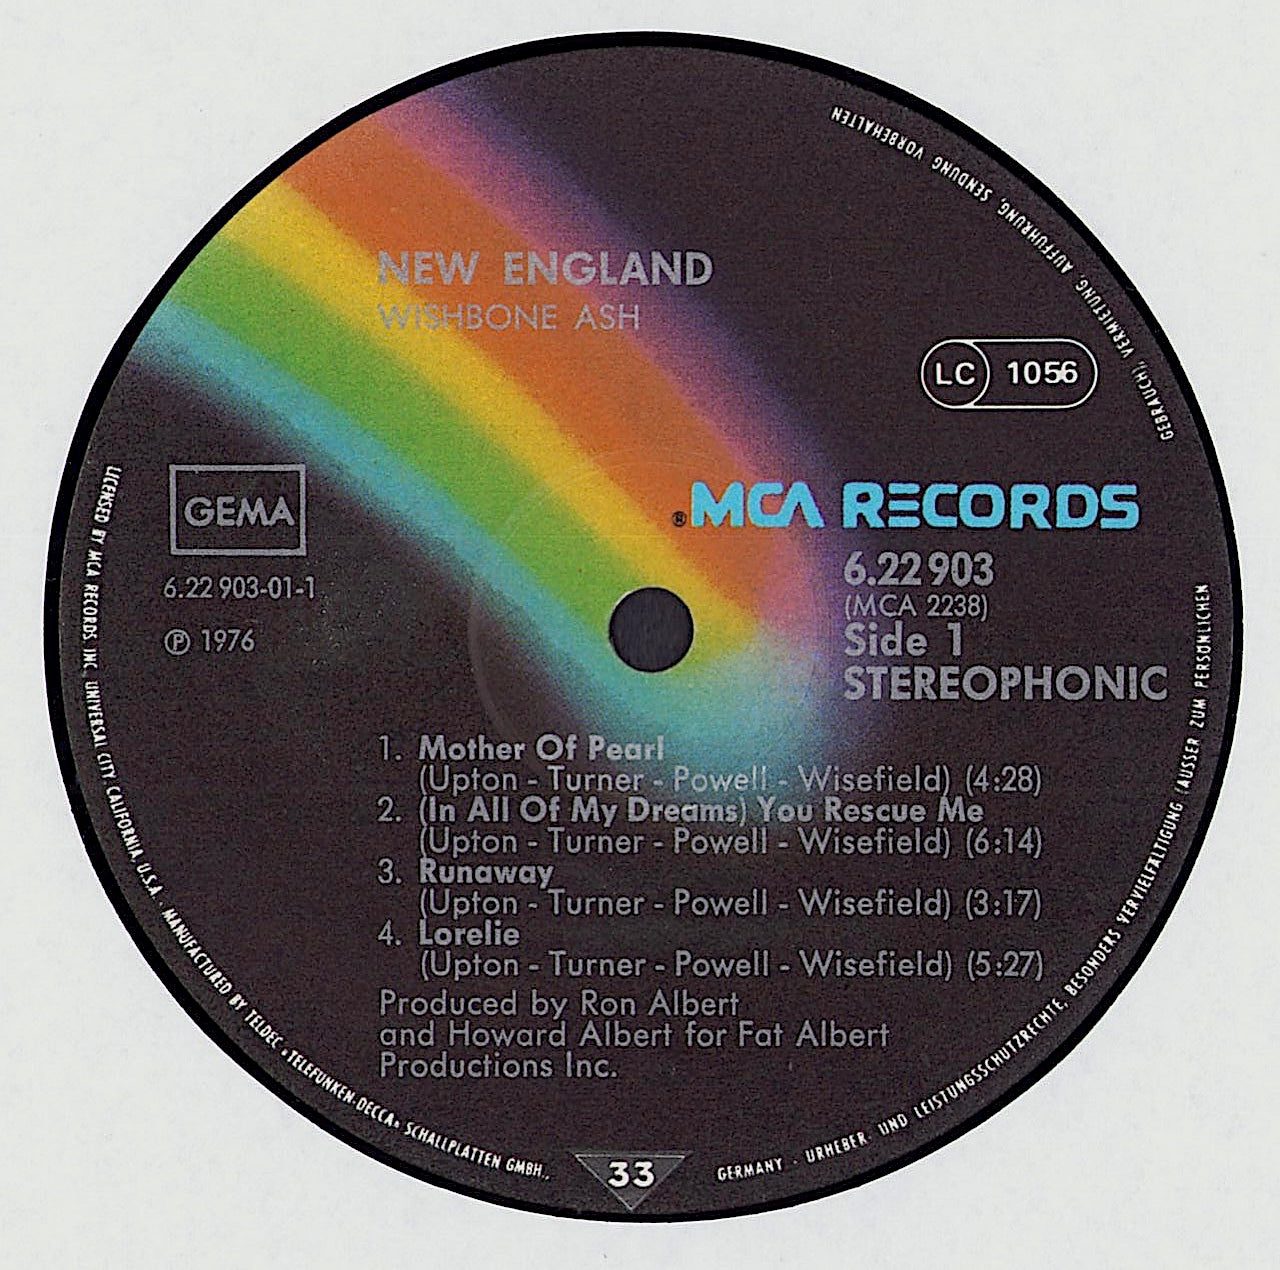 NEW ENGLAND
WISHBONE ASH
LC 1056
GEMA
6.22 903-01-1
℗ 1976
® MCA RECORDS
6.22 903
(MCA 2238)
Side 1
STEREOPHONIC
1. Mother Of Pearl
(Upton - Turner - Powell - Wisefield) (4:28)
2. (In All Of My Dreams) You Rescue Me
(Upton - Turner - Powell - Wisefield) (6:14)
3. Runaway
(Upton - Turner - Powell - Wisefield) (3:17)
4. Lorelie
(Upton - Turner - Powell - Wisefield) (5:27)
Produced by Ron Albert
and Howard Albert for Fat Albert
Productions Inc.
33
LICENSED BY MCA RECORDS INC. UNIVERSAL CITY CALIFORNIA U.S.A. · MANUFACTURED BY TELDEC »TELEFUNKEN-DECCA« SCHALLPLATTEN GMBH., GERMANY · URHEBER- UND LEISTUNGSSCHUTZRECHTE, BESONDERS VERVIELFÄLTIGUNG (AUSSER ZUM PERSÖNLICHEN GEBRAUCH), VERMIETUNG, AUFFÜHRUNG, SENDUNG VORBEHALTEN